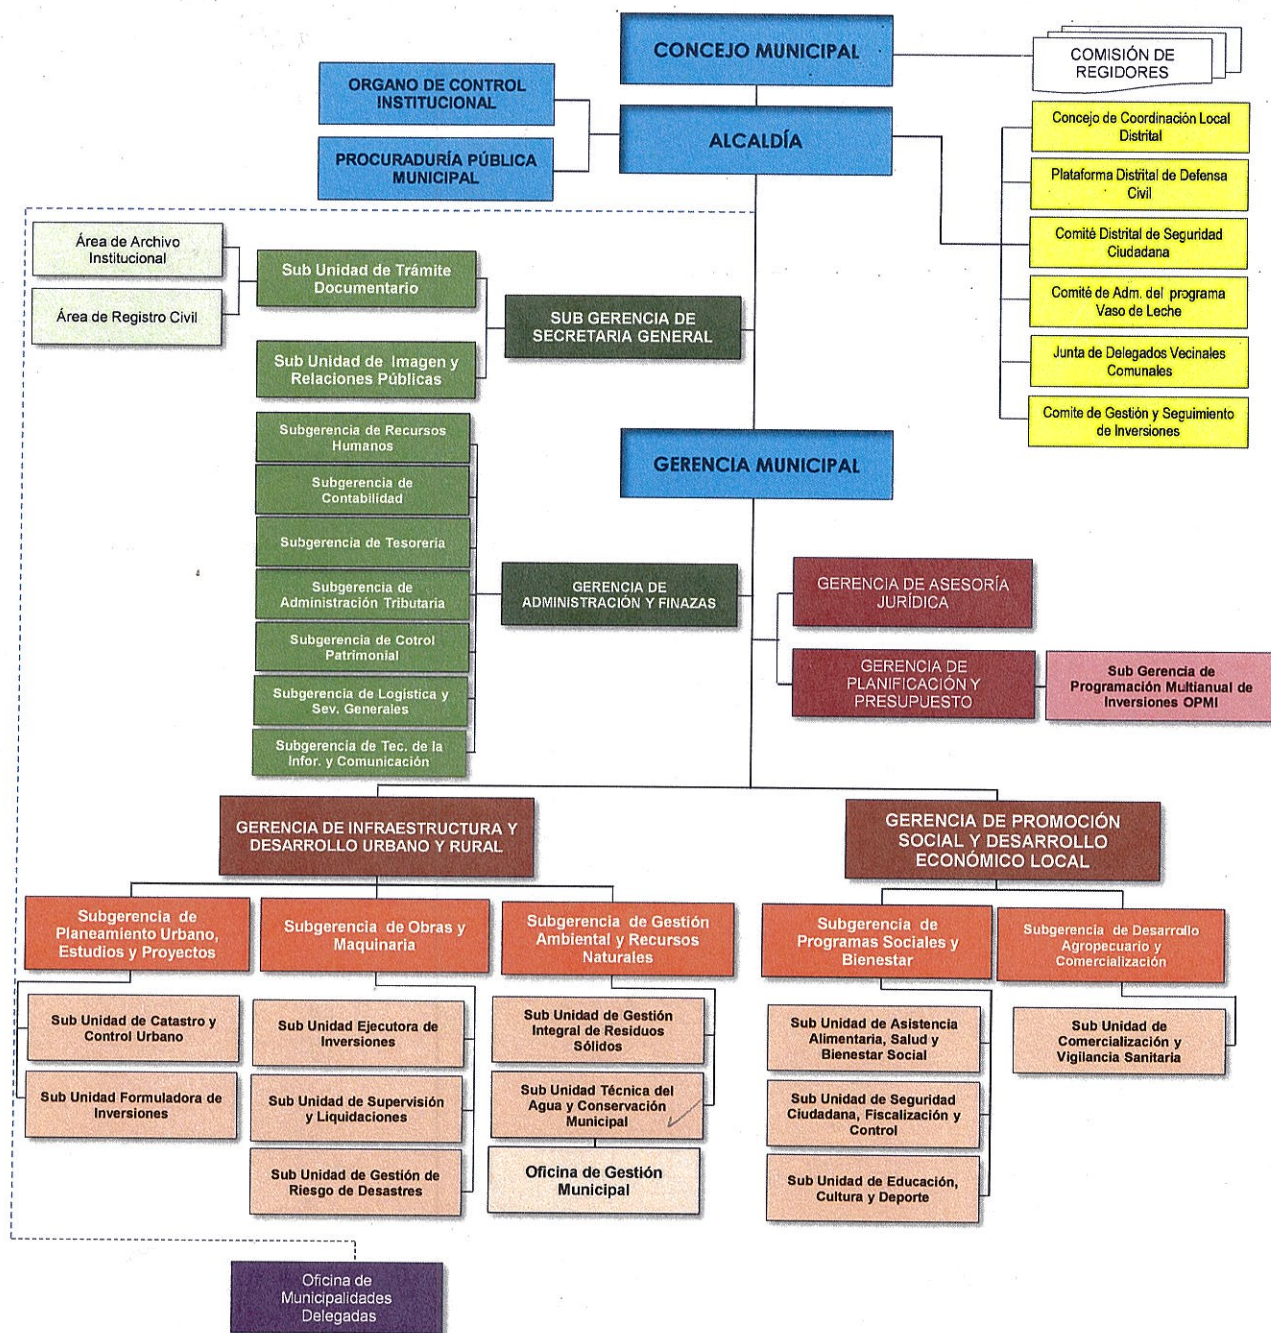 CONCEJO MUNICIPAL
COMISIÓN DE
REGIDORES
ORGANO DE CONTROL
INSTITUCIONAL
PROCURADURÍA PÚBLICA
MUNICIPAL
ALCALDÍA
Concejo de Coordinación Local
Distrital
Plataforma Distrital de Defensa
Civil
Comité Distrital de Seguridad
Ciudadana
Comité de Adm. del programa
Vaso de Leche
Junta de Delegados Vecinales
Comunales
Comite de Gestión y Seguimiento
de Inversiones
Área de Archivo
Institucional
Área de Registro Civil
Sub Unidad de Trámite
Documentario
Sub Unidad de Imagen y
Relaciones Públicas
SUB GERENCIA DE
SECRETARIA GENERAL
GERENCIA MUNICIPAL
Subgerencia de Recursos
Humanos
Subgerencia de
Contabilidad
Subgerencia de Tesoreria
Subgerencia de
Administración Tributaria
Subgerencia de Cotrol
Patrimonial
Subgerencia de Logística y
Sev. Generales
Subgerencia de Tec. de la
Infor. y Comunicación
GERENCIA DE
ADMINISTRACIÓN Y FINAZAS
GERENCIA DE ASESORÍA
JURÍDICA
GERENCIA DE
PLANIFICACIÓN Y
PRESUPUESTO
Sub Gerencia de
Programación Multianual de
Inversiones OPMI
GERENCIA DE INFRAESTRUCTURA Y
DESARROLLO URBANO Y RURAL
GERENCIA DE PROMOCIÓN
SOCIAL Y DESARROLLO
ECONÓMICO LOCAL
Subgerencia de
Planeamiento Urbano,
Estudios y Proyectos
Subgerencia de Obras y
Maquinaria
Subgerencia de Gestión
Ambiental y Recursos
Naturales
Subgerencia de
Programas Sociales y
Bienestar
Subgerencia de Desarrollo
Agropecuario y
Comercialización
Sub Unidad de Catastro y
Control Urbano
Sub Unidad Formuladora de
Inversiones
Sub Unidad Ejecutora de
Inversiones
Sub Unidad de Supervisión
y Liquidaciones
Sub Unidad de Gestión de
Riesgo de Desastres
Sub Unidad de Gestión
Integral de Residuos
Sólidos
Sub Unidad Técnica del
Agua y Conservación
Municipal
Oficina de Gestión
Municipal
Sub Unidad de Asistencia
Alimentaria, Salud y
Bienestar Social
Sub Unidad de Seguridad
Ciudadana, Fiscalización y
Control
Sub Unidad de Educación,
Cultura y Deporte
Sub Unidad de
Comercialización y
Vigilancia Sanitaria
Oficina de
Municipalidades
Delegadas